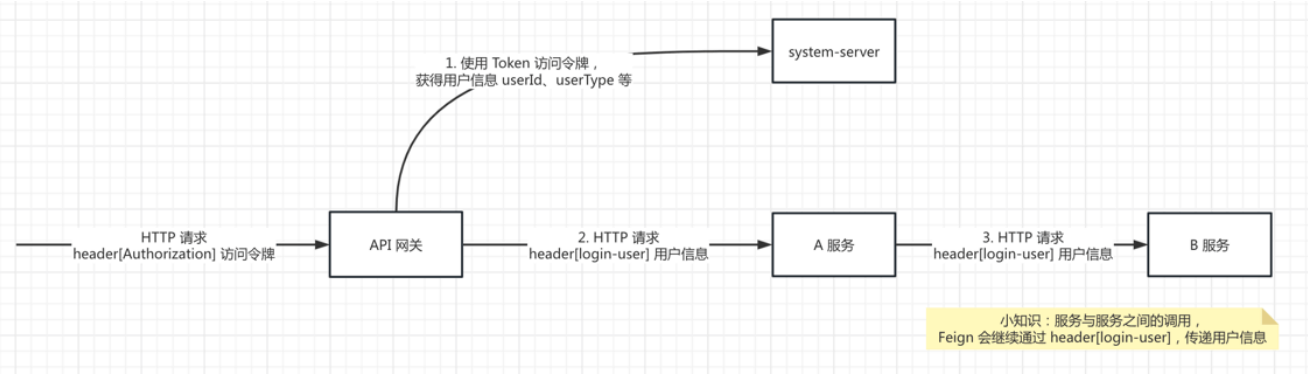 system-server
1. 使用 Token 访问令牌，
获得用户信息 userId、userType 等
HTTP 请求
header[Authorization] 访问令牌
API 网关
2. HTTP 请求
header[login-user] 用户信息
A 服务
3. HTTP 请求
header[login-user] 用户信息
B 服务
小知识：服务与服务之间的调用，
Feign 会继续通过 header[login-user]，传递用户信息